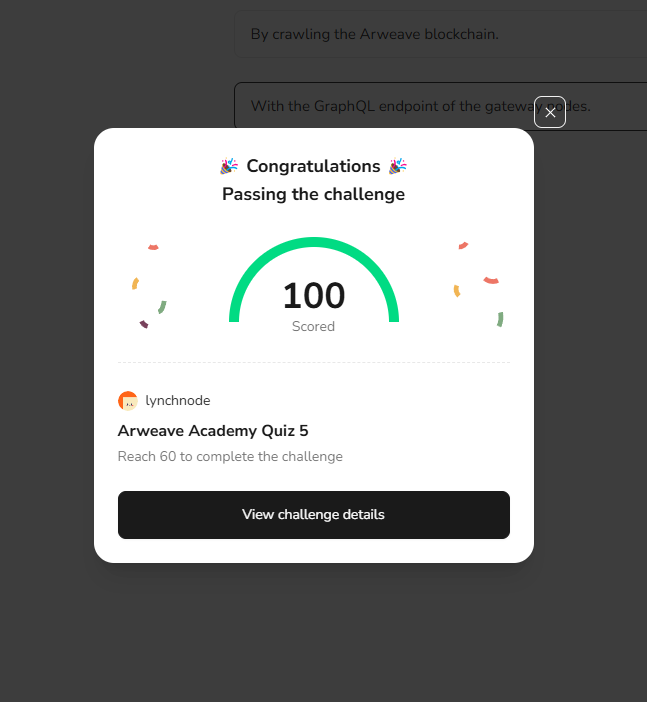 By crawling the Arweave blockchain.
With the GraphQL endpoint of the gateway nodes.
Congratulations
Passing the challenge
100
Scored
lynchnode
Arweave Academy Quiz 5
Reach 60 to complete the challenge
View challenge details